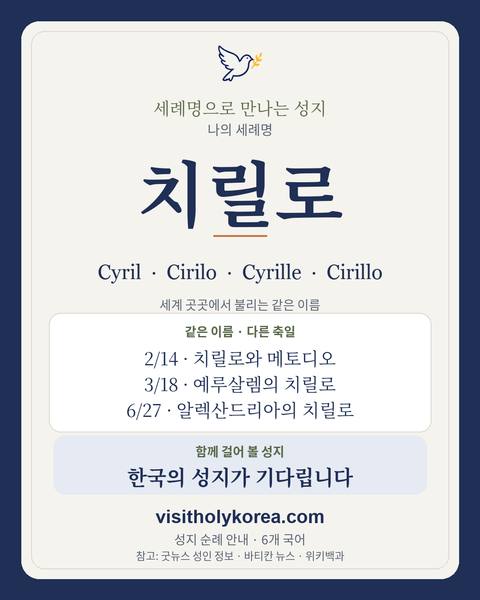 세례명으로 만나는 성지
나의 세례명
치릴로
Cyril · Cirilo · Cyrille · Cirillo
세계 곳곳에서 불리는 같은 이름
같은 이름 · 다른 축일
2/14 · 치릴로와 메토디오
3/18 · 예루살렘의 치릴로
6/27 · 알렉산드리아의 치릴로
함께 걸어 볼 성지
한국의 성지가 기다립니다
visitholykorea.com
성지 순례 안내 · 6개 국어
참고: 굿뉴스 성인 정보 · 바티칸 뉴스 · 위키백과